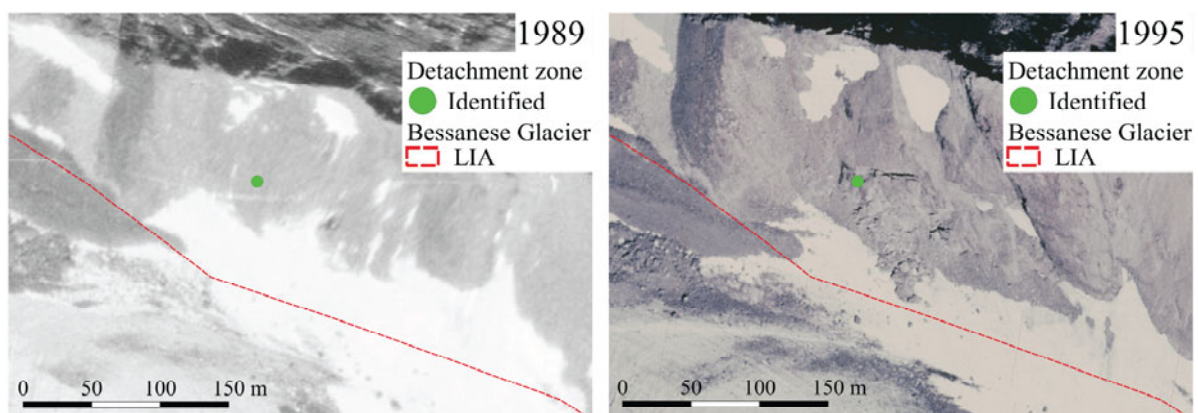 1989
Detachment zone
Identified
Bessanese Glacier
LIA
0 50 100 150 m
1995
Detachment zone
Identified
Bessanese Glacier
LIA
0 50 100 150 m